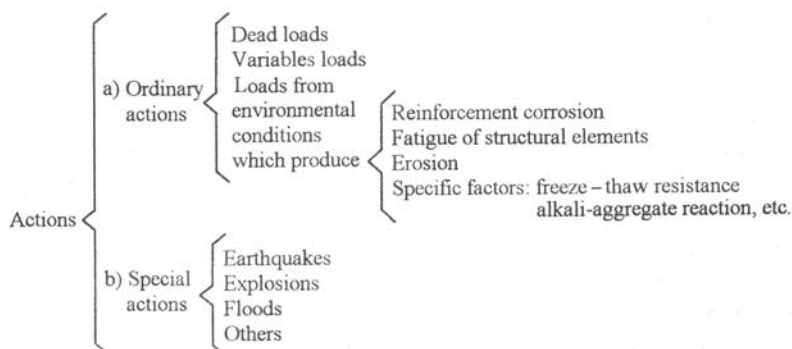 Dead loads
Variables loads
a) Ordinary actions
Loads from
environmental
conditions
which produce
Reinforcement corrosion
Fatigue of structural elements
Erosion
Specific factors: freeze – thaw resistance
alkali-aggregate reaction, etc.
Actions
b) Special
actions
Earthquakes
Explosions
Floods
Others